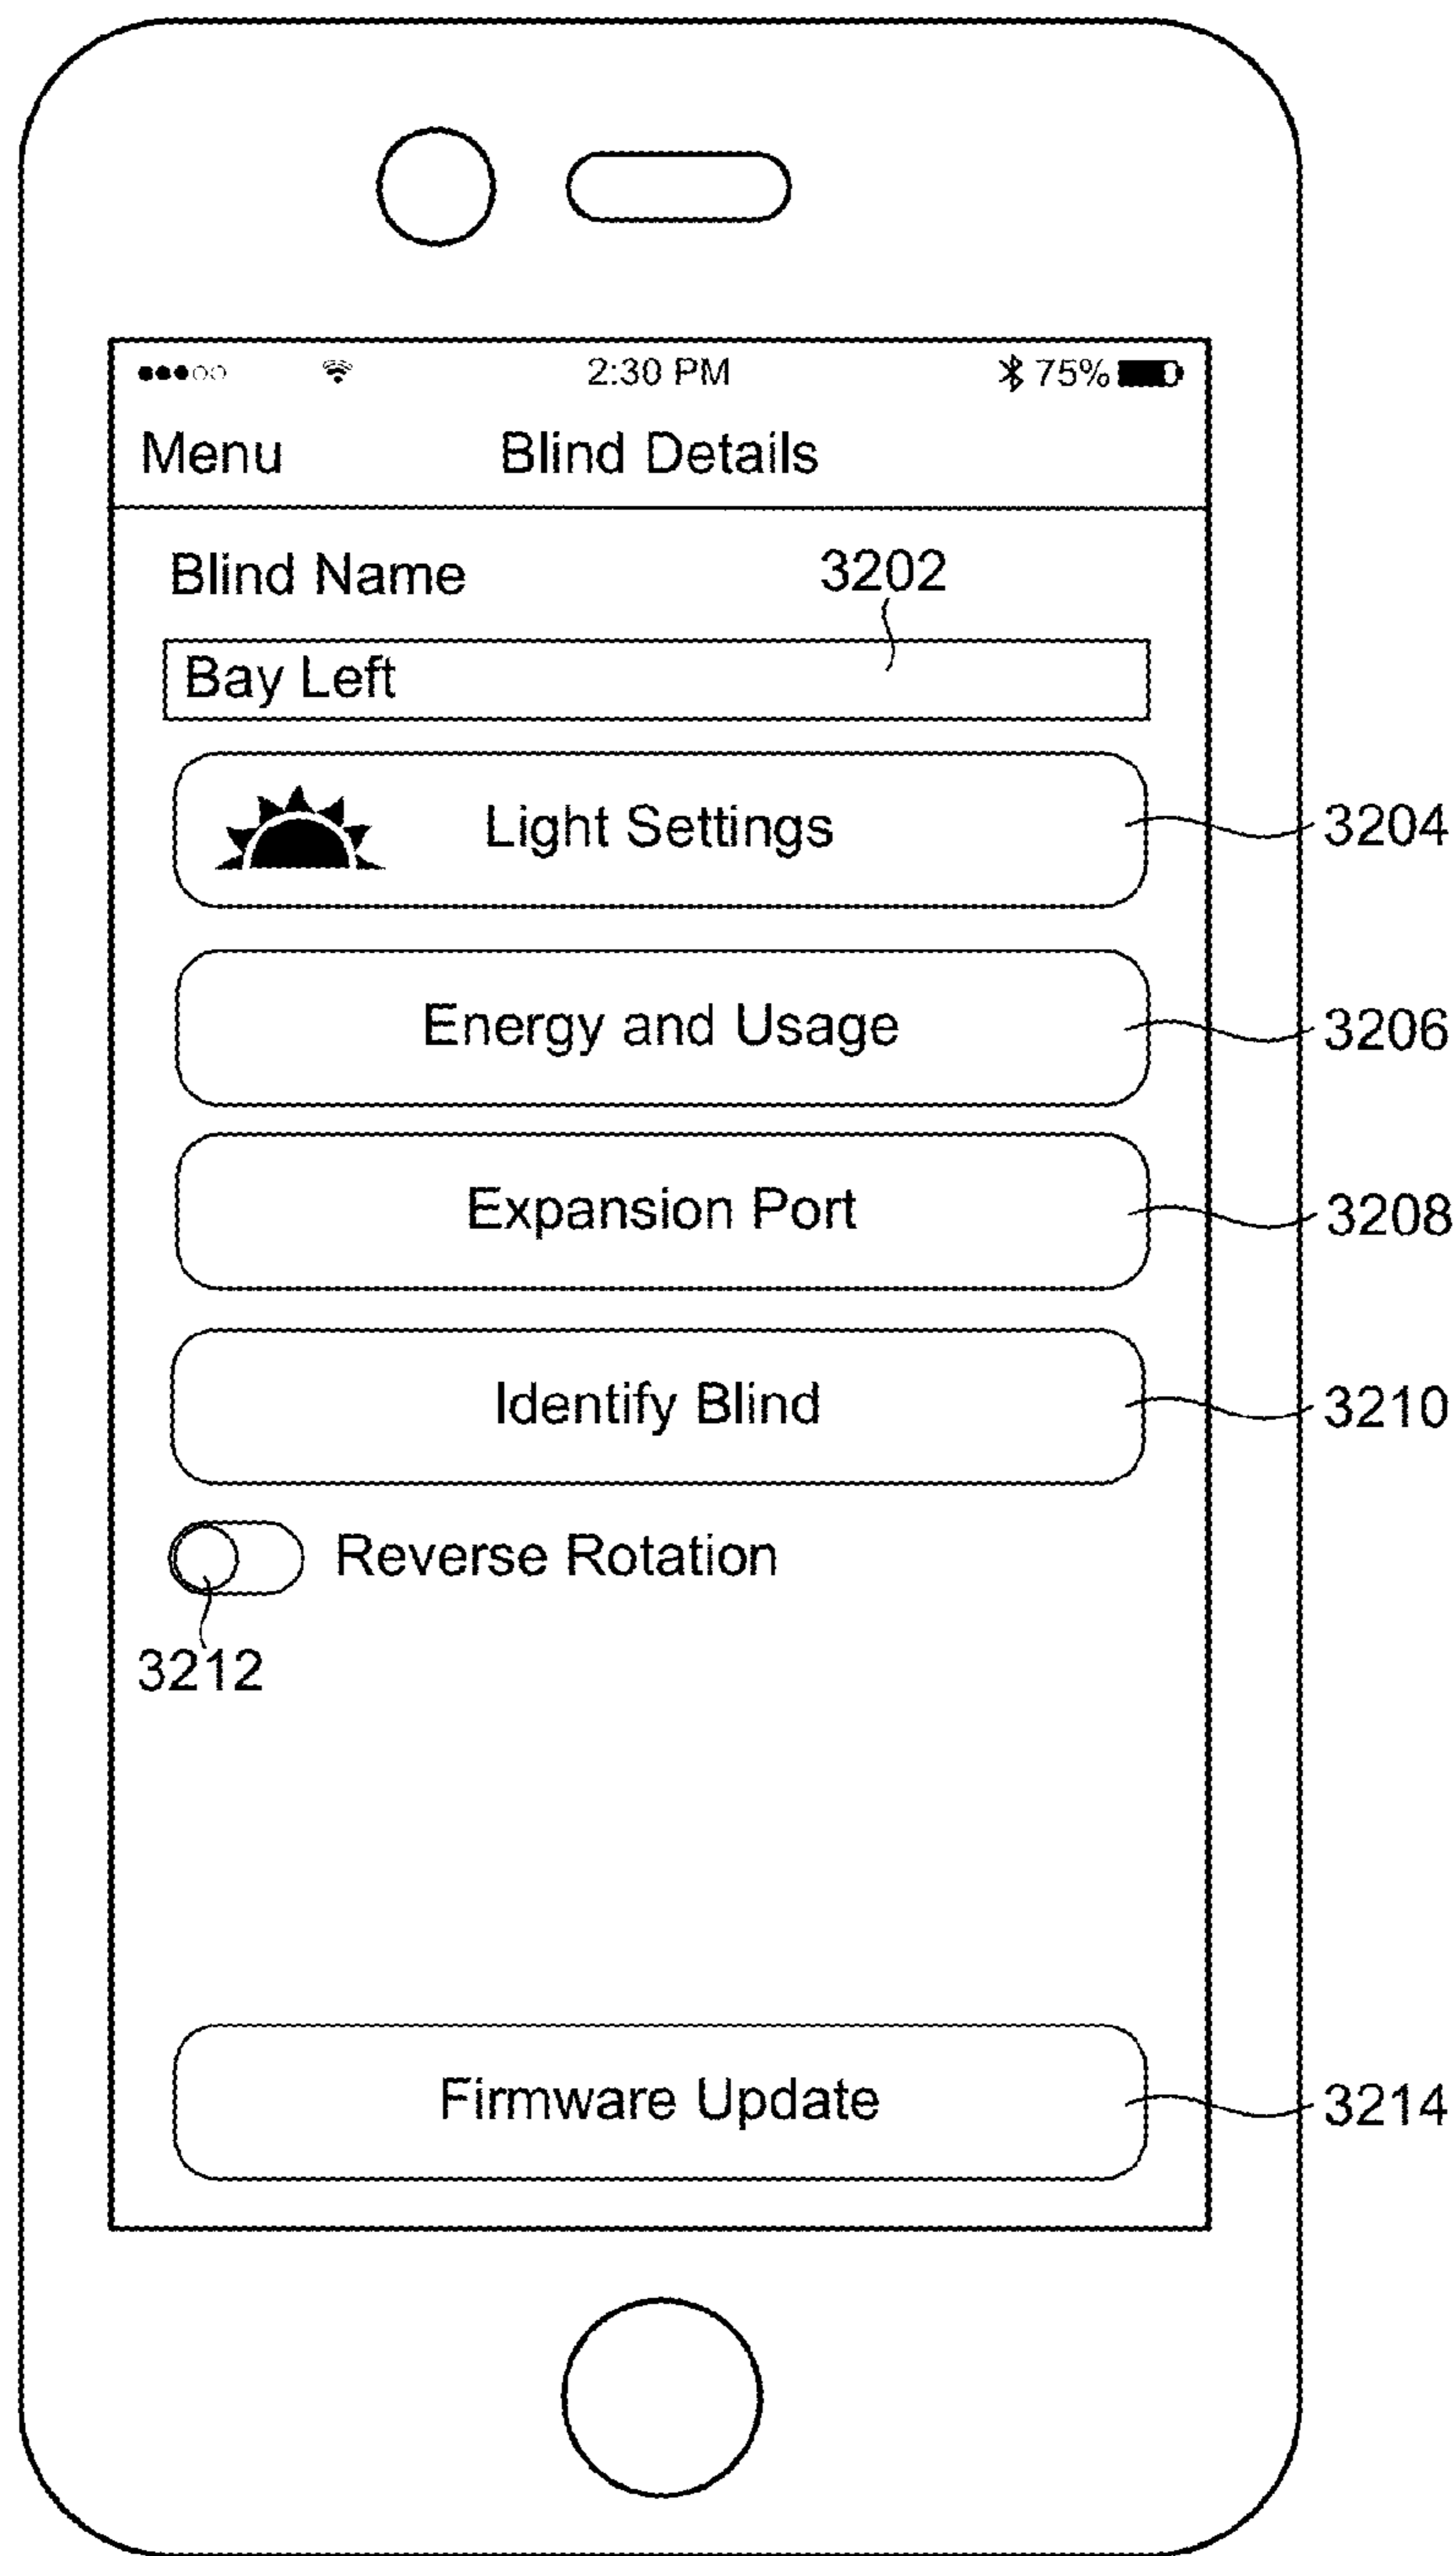 2:30 PM 75%
Menu Blind Details
Blind Name 3202
Bay Left
Light Settings 3204
Energy and Usage 3206
Expansion Port 3208
Identify Blind 3210
Reverse Rotation
3212
Firmware Update 3214